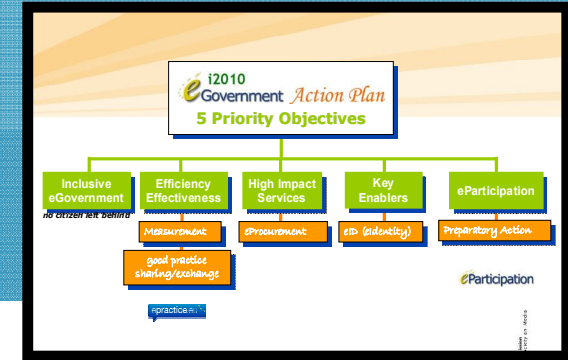 i2010
eGovernment Action Plan
5 Priority Objectives
Inclusive
eGovernment
Efficiency
Effectiveness
High Impact
Services
Key
Enablers
eParticipation
no citizen left behind
Measurement
eProcurement
eID (eIdentity)
Preparatory Action
good practice
sharing/exchange
eParticipation
epractice.eu